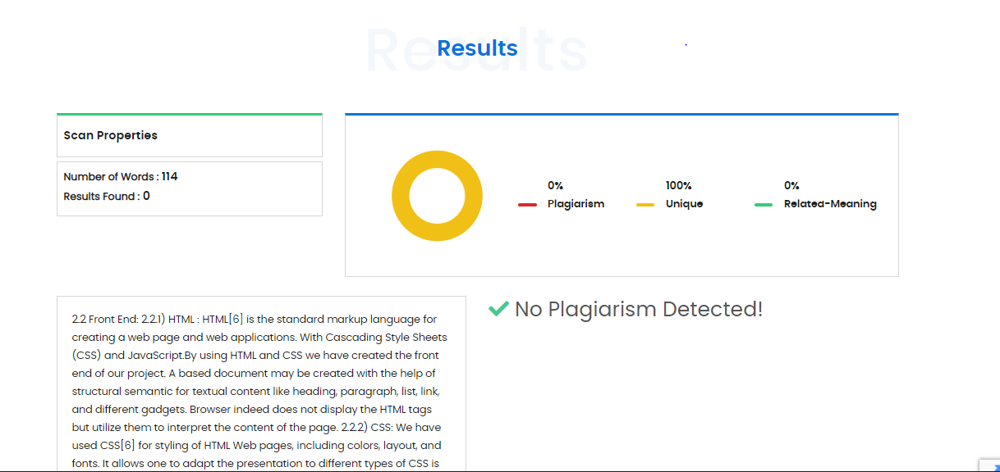 Results
Results
Scan Properties
Number of Words : 114
Results Found : 0
0%
Plagiarism
100%
Unique
0%
Related-Meaning
2.2 Front End: 2.2.1) HTML : HTML[6] is the standard markup language for
creating a web page and web applications. With Cascading Style Sheets
(CSS) and JavaScript.By using HTML and CSS we have created the front
end of our project. A based document may be created with the help of
structural semantic for textual content like heading, paragraph, list, link,
and different gadgets. Browser indeed does not display the HTML tags
but utilize them to interpret the content of the page. 2.2.2) CSS: We have
used CSS[6] for styling of HTML Web pages, including colors, layout, and
fonts. It allows one to adapt the presentation to different types of CSS is
No Plagiarism Detected!